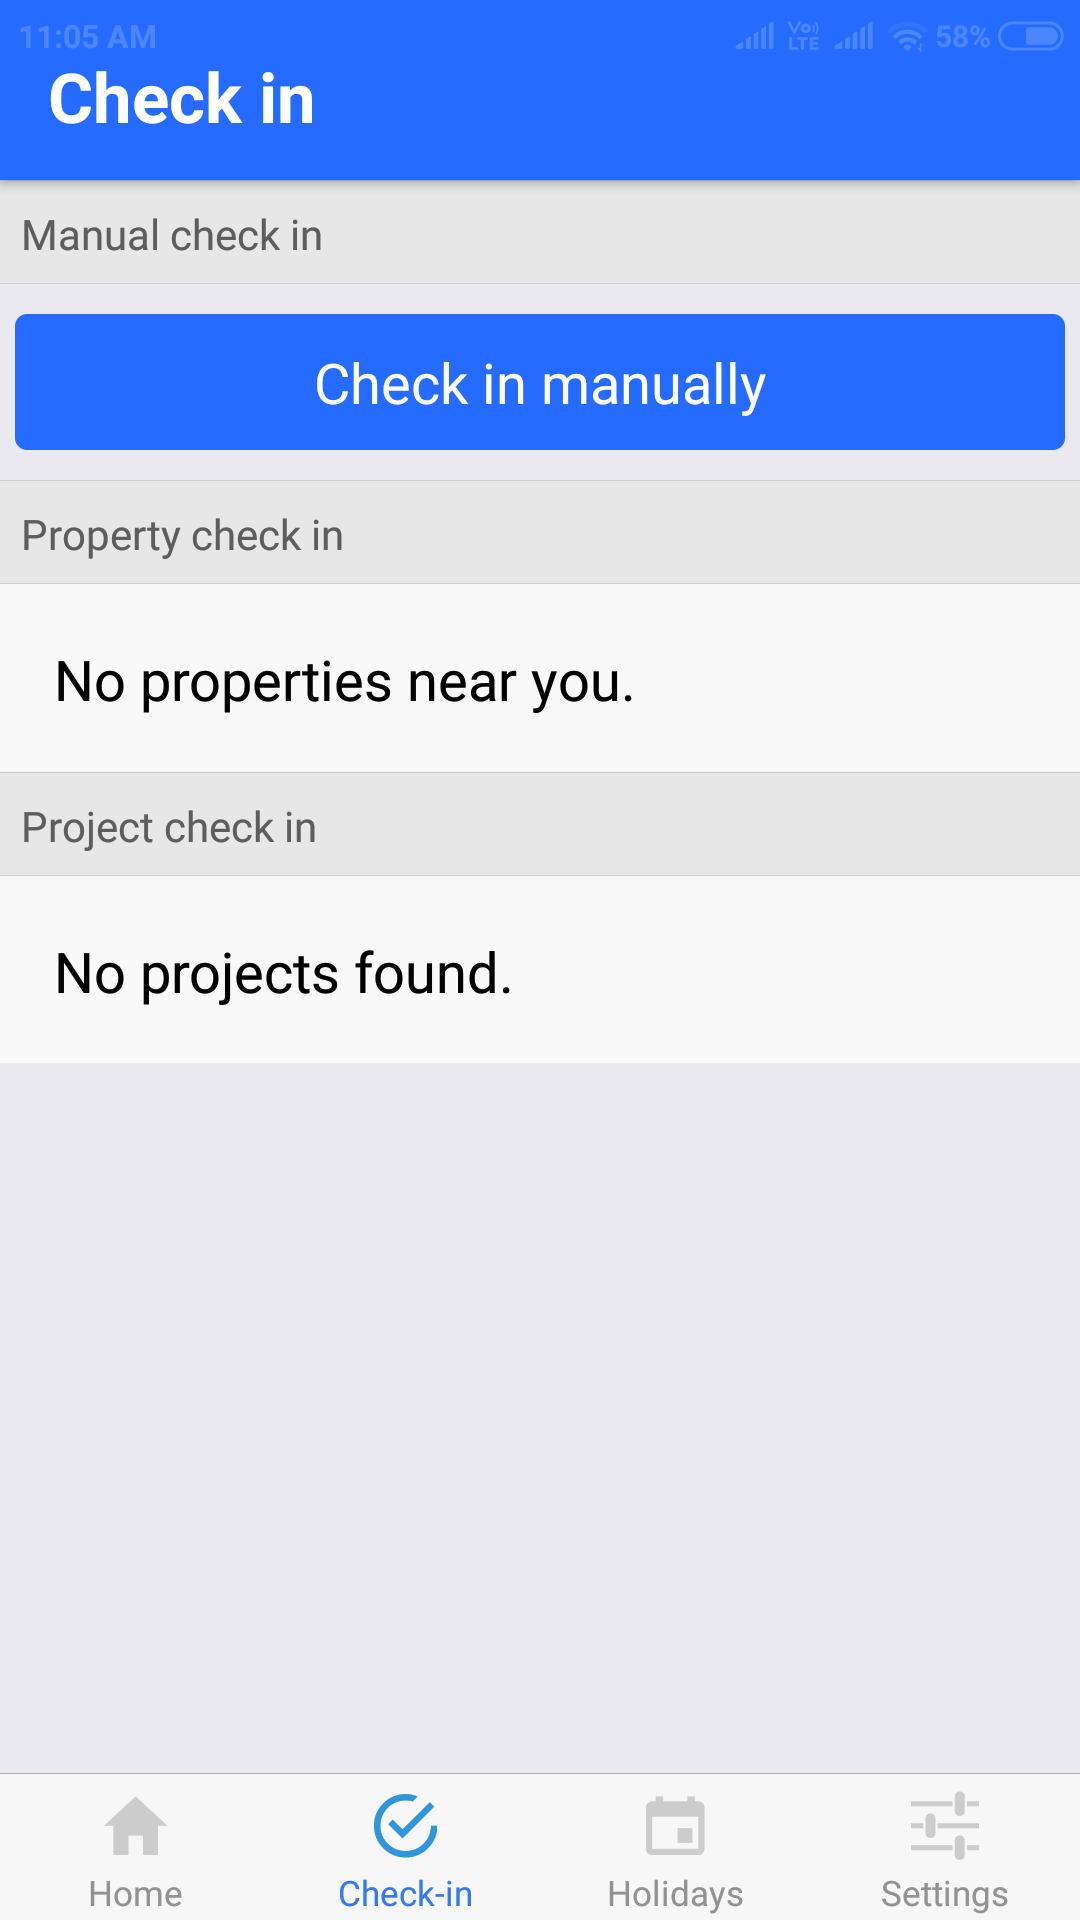 11:05 AM
Vo)) LTE
58%
Check in
Manual check in
Check in manually
Property check in
No properties near you.
Project check in
No projects found.
Home
Check-in
Holidays
Settings